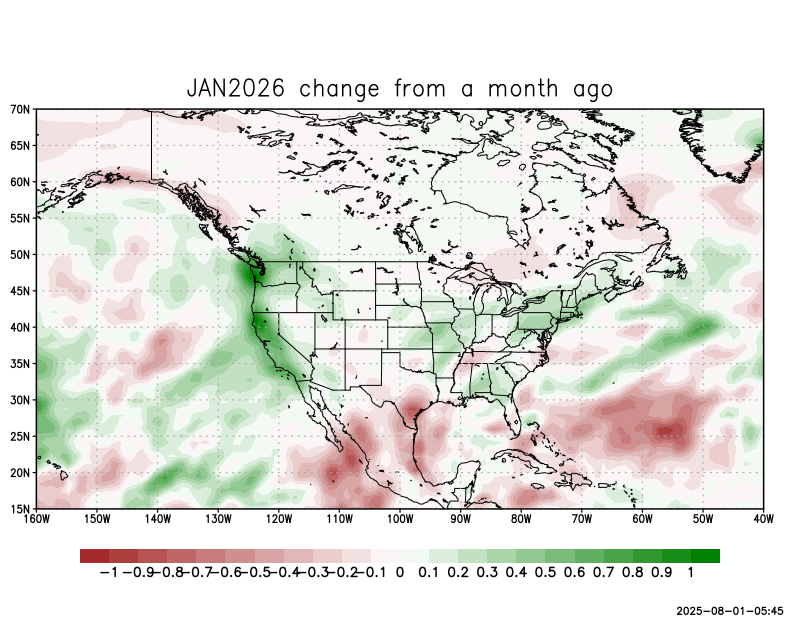 JAN2026 change from a month ago
70N
65N
60N
55N
50N
45N
40N
35N
30N
25N
20N
15N
160W 150W 140W 130W 120W 110W 100W 90W 80W 70W 60W 50W 40W
-1 -0.9 -0.8 -0.7 -0.6 -0.5 -0.4 -0.3 -0.2 -0.1 0 0.1 0.2 0.3 0.4 0.5 0.6 0.7 0.8 0.9 1
2025-08-01-05:45